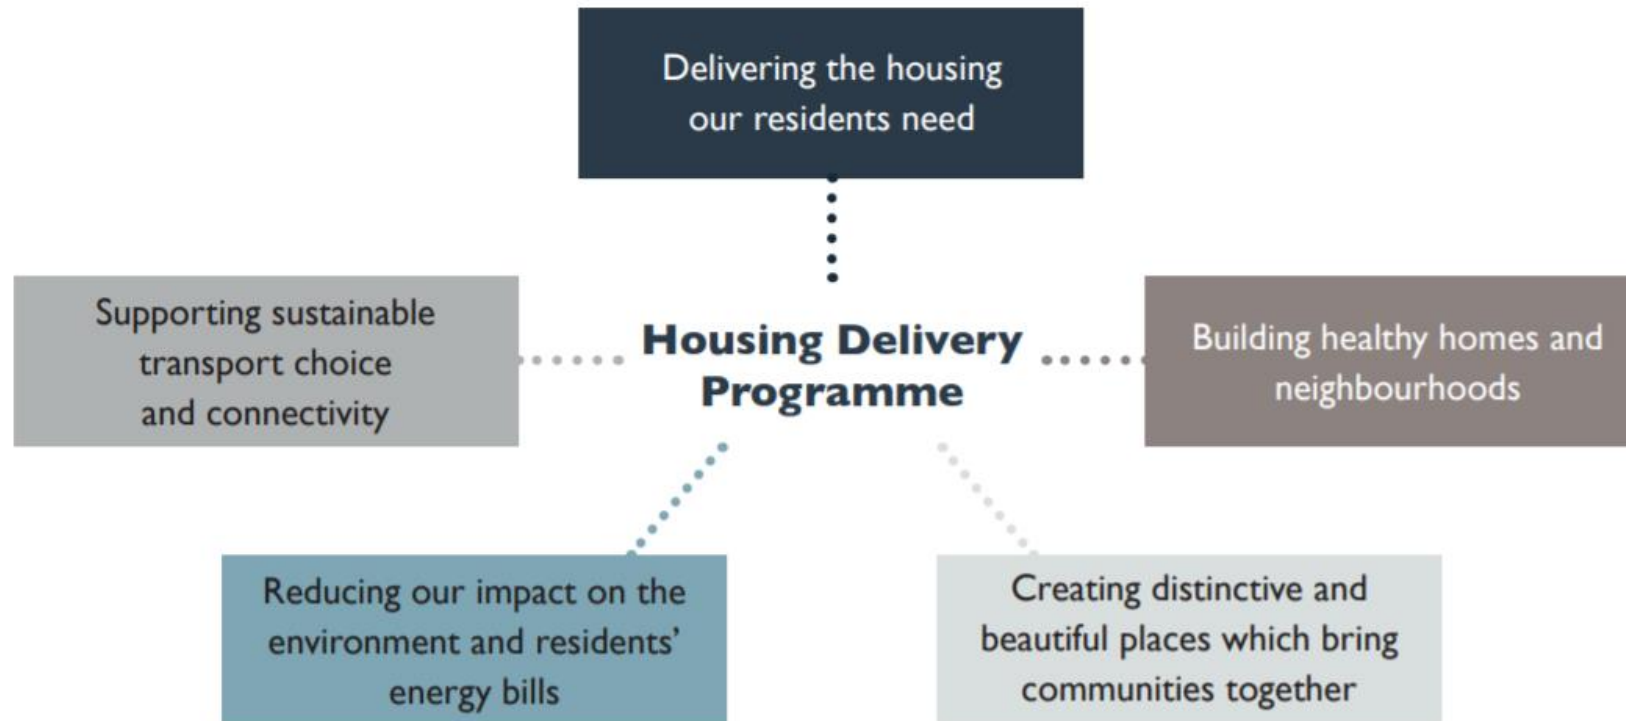 Delivering the housing
our residents need
Supporting sustainable
transport choice
and connectivity
Housing Delivery
Programme
Building healthy homes and
neighbourhoods
Reducing our impact on the
environment and residents’
energy bills
Creating distinctive and
beautiful places which bring
communities together